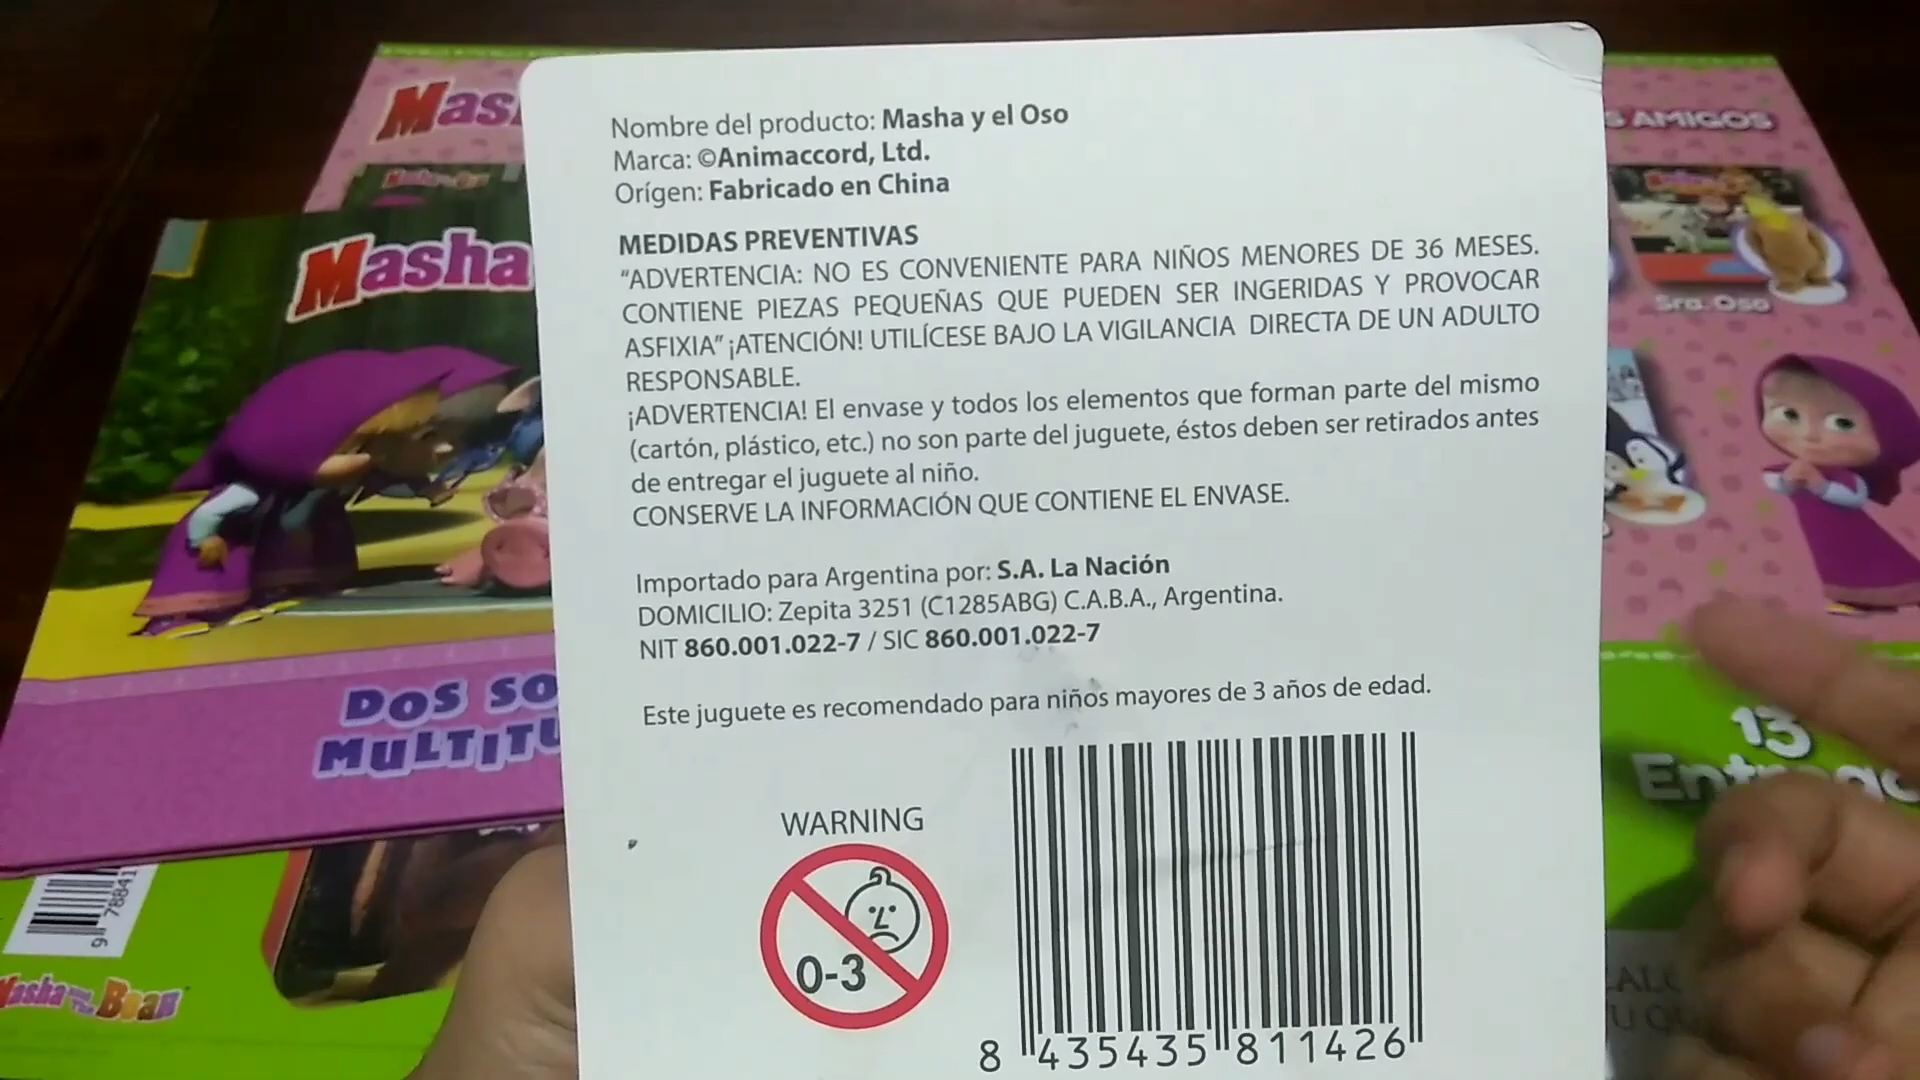 Nombre del producto: Masha y el Oso
Marca: ©Animaccord, Ltd.
Orígen: Fabricado en China
MEDIDAS PREVENTIVAS
“ADVERTENCIA: NO ES CONVENIENTE PARA NIÑOS MENORES DE 36 MESES.
CONTIENE PIEZAS PEQUEÑAS QUE PUEDEN SER INGERIDAS Y PROVOCAR
ASFIXIA” ¡ATENCIÓN! UTILÍCESE BAJO LA VIGILANCIA DIRECTA DE UN ADULTO
RESPONSABLE.
¡ADVERTENCIA! El envase y todos los elementos que forman parte del mismo
(cartón, plástico, etc.) no son parte del juguete, éstos deben ser retirados antes
de entregar el juguete al niño.
CONSERVE LA INFORMACIÓN QUE CONTIENE EL ENVASE.
Importado para Argentina por: S.A. La Nación
DOMICILIO: Zepita 3251 (C1285ABG) C.A.B.A., Argentina.
NIT 860.001.022-7 / SIC 860.001.022-7
Este juguete es recomendado para niños mayores de 3 años de edad.
WARNING
0-3
8 435435 811426
Masha
DOS
AMIGOS
Sra. Oso
13
9 78841
Masha and the Bear